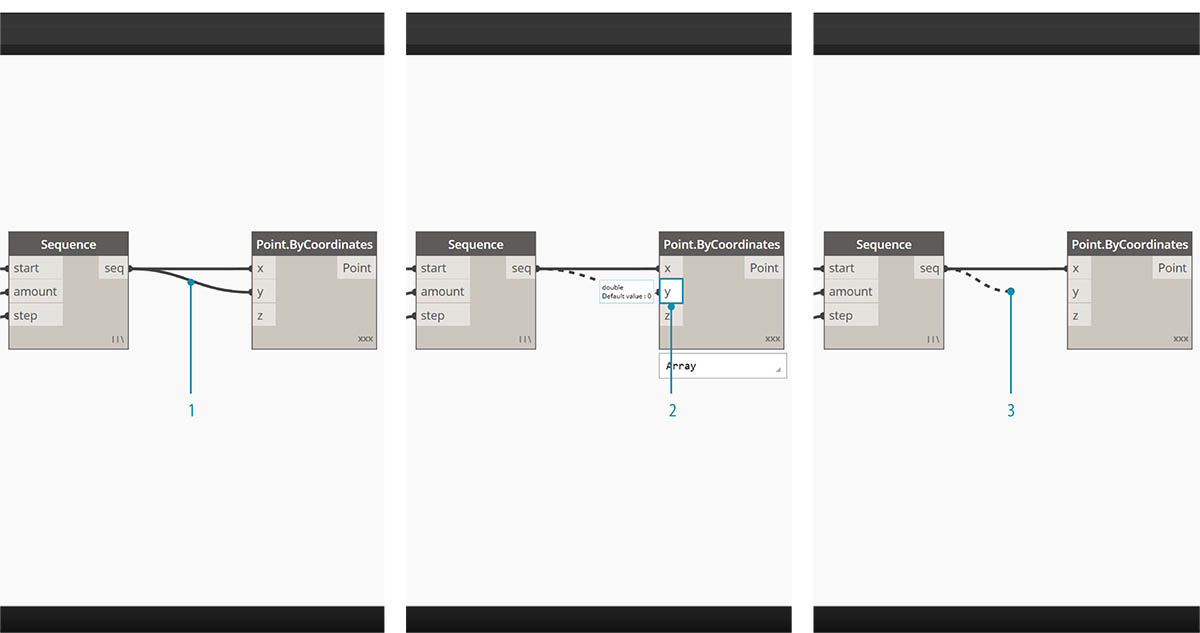 Sequence
Point.ByCoordinates
start
seq
x
Point
amount
y
step
z
||\
xxx
1
Sequence
Point.ByCoordinates
start
seq
x
Point
amount
double
Default value : 0
y
step
z
||\
xxx
Array
2
Sequence
Point.ByCoordinates
start
seq
x
Point
amount
y
step
z
||\
xxx
3